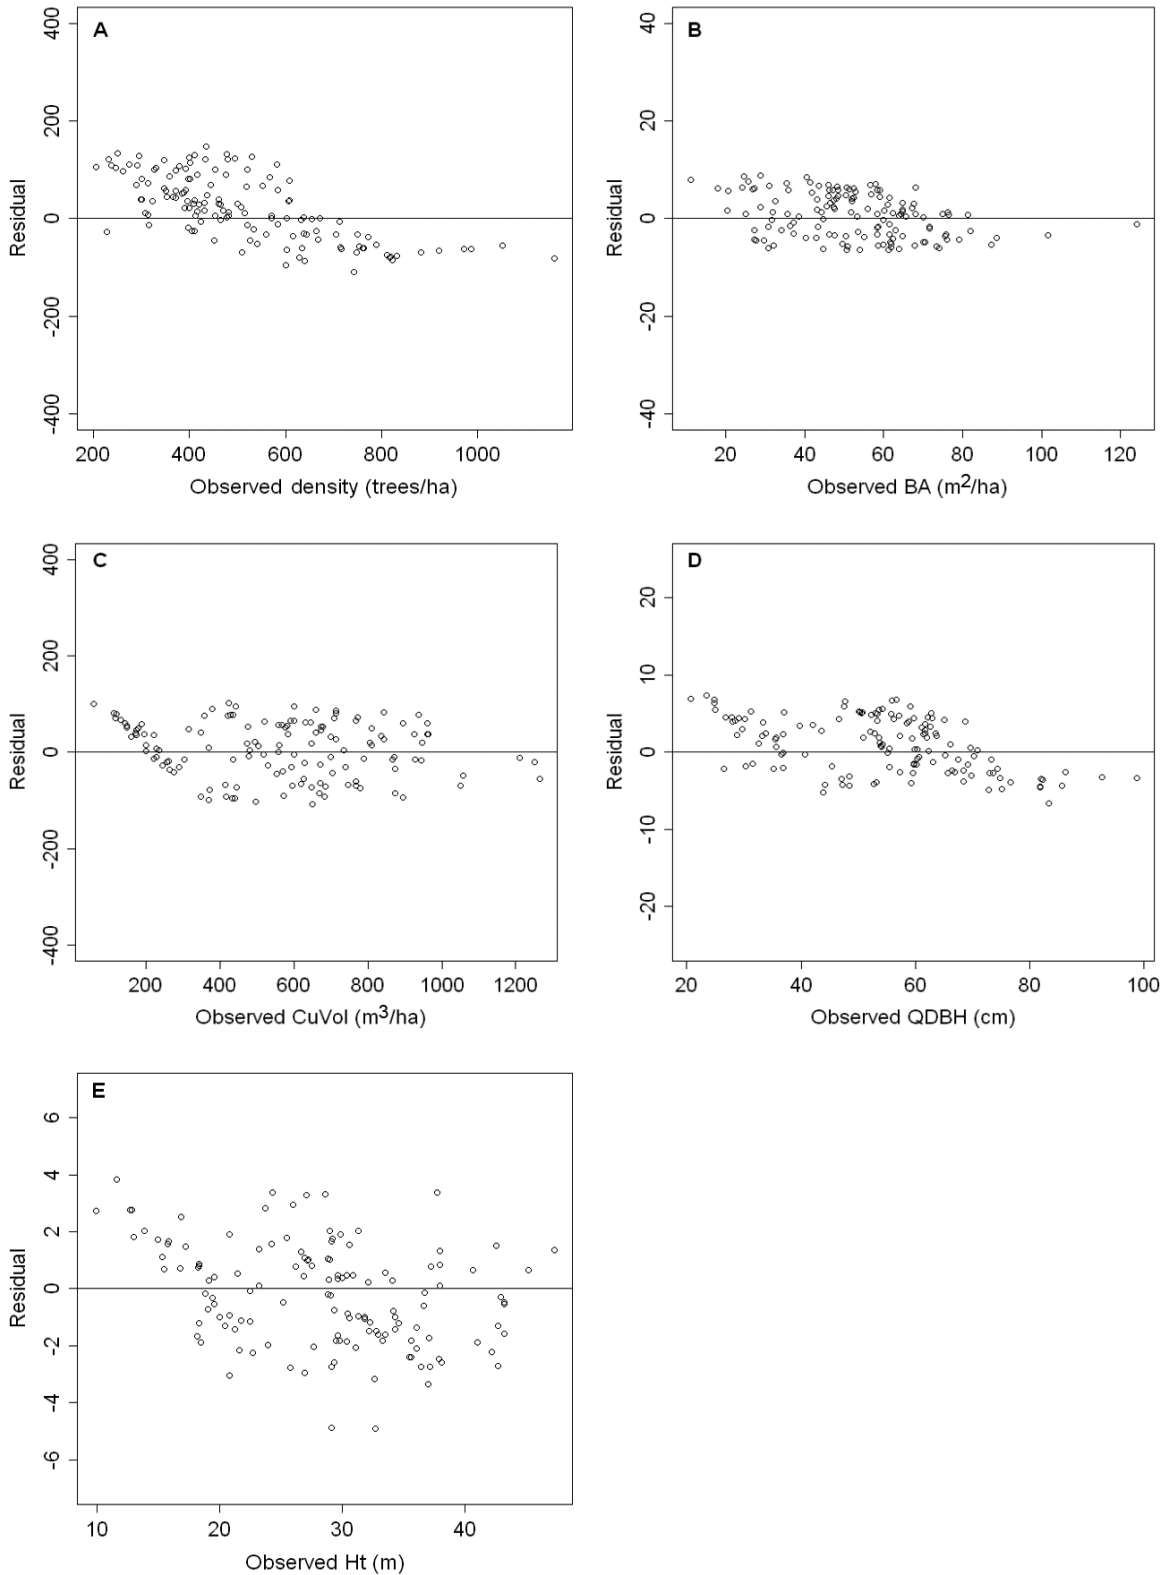 A
400
200
0
-200
-400
Residual
200 400 600 800 1000
Observed density (trees/ha)
B
40
20
0
-20
-40
Residual
20 40 60 80 100 120
Observed BA (m²/ha)
C
400
200
0
-200
-400
Residual
200 400 600 800 1000 1200
Observed CuVol (m³/ha)
D
20
10
0
-10
-20
Residual
20 40 60 80 100
Observed QDBH (cm)
E
6
4
2
0
-2
-4
-6
Residual
10 20 30 40
Observed Ht (m)